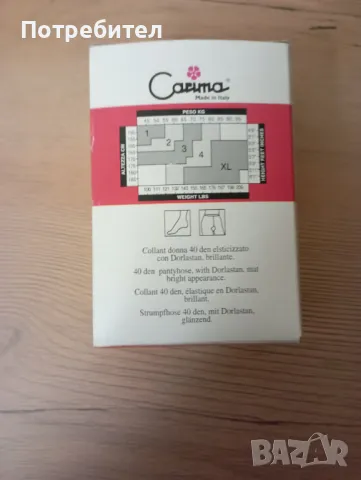 Потребител
Carima®
Made in Italy
PESO KG
ALTEZZA CM
1
2
3
4
XL
HEIGHT FEET INCHES
WEIGHT LBS
Collant donna 40 den elsticizzato
con Dorlastan, brillante.
40 den pantyhose, with Dorlastan, mat
bright appearance.
Collant 40 den, élastique en Dorlastan,
brillant.
Strumpfhose 40 den, mit Dorlastan,
glänzend.
BAZAR